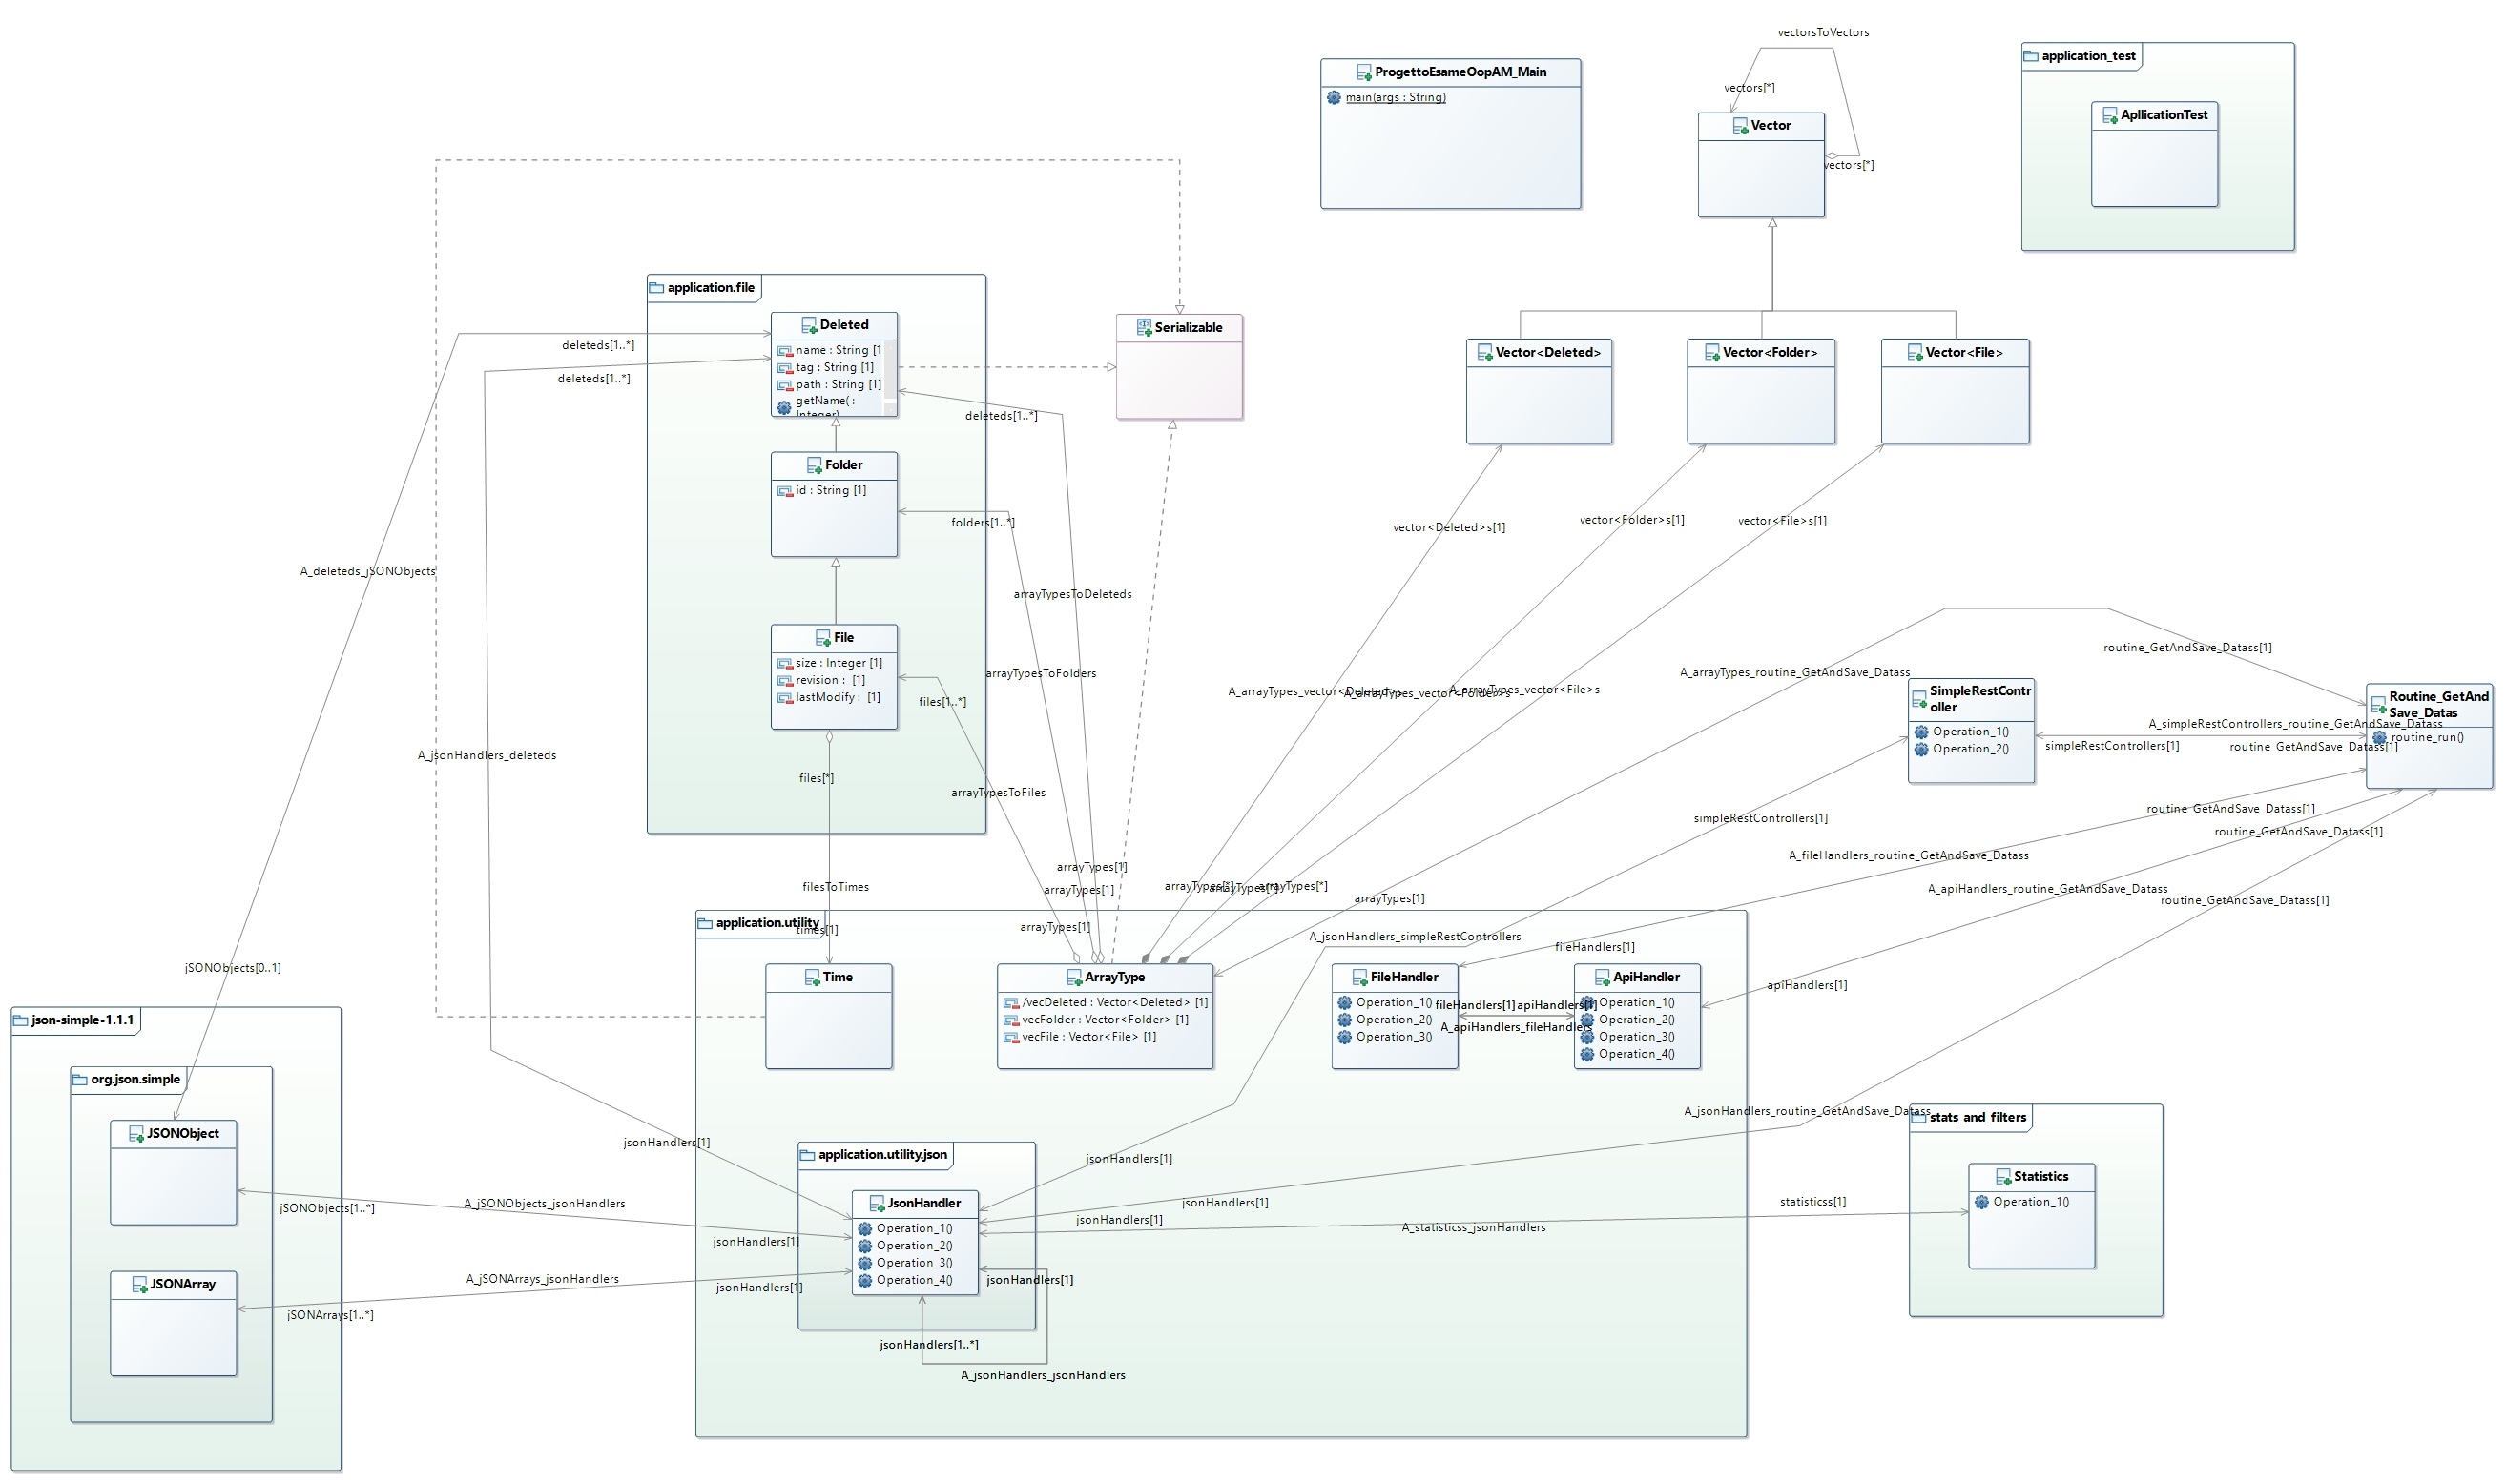 vectorsToVectors
vectors[*]
Vector
vectors[*]
ProgettoEsameOopAM_Main
main(args : String)
application_test
ApllicationTest
application.file
Deleted
name : String [1
tag : String [1]
path : String [1]
getName( :
Integer)
deleteds[1..*]
deleteds[1..*]
deleteds[1..*]
Serializable
Vector<Deleted>
Vector<Folder>
Vector<File>
Folder
id : String [1]
folders[1..*]
vector<Deleted>s[1]
vector<Folder>s[1]
vector<File>s[1]
A_deleteds_jSONObjects
arrayTypesToDeleteds
File
size : Integer [1]
revision :  [1]
lastModify :  [1]
arrayTypesToFolders
files[1..*]
A_arrayTypes_vector<Deleted>s
A_arrayTypes_vector<Folder>s
A_arrayTypes_vector<File>s
A_arrayTypes_routine_GetAndSave_Datass
routine_GetAndSave_Datass[1]
SimpleRestContr
oller
Operation_1()
Operation_2()
Routine_GetAnd
Save_Datas
routine_run()
A_simpleRestControllers_routine_GetAndSave_Datass
simpleRestControllers[1]
routine_GetAndSave_Datass[1]
A_jsonHandlers_deleteds
files[*]
arrayTypesToFiles
simpleRestControllers[1]
routine_GetAndSave_Datass[1]
routine_GetAndSave_Datass[1]
A_fileHandlers_routine_GetAndSave_Datass
filesToTimes
arrayTypes[1]
arrayTypes[1]
arrayTypes[*]
arrayTypes[*]
arrayTypes[*]
arrayTypes[1]
A_apiHandlers_routine_GetAndSave_Datass
routine_GetAndSave_Datass[1]
application.utility
times[1]
arrayTypes[1]
A_jsonHandlers_simpleRestControllers
fileHandlers[1]
jSONObjects[0..1]
Time
ArrayType
/vecDeleted : Vector<Deleted> [1]
vecFolder : Vector<Folder> [1]
vecFile : Vector<File> [1]
FileHandler
Operation_1()
Operation_2()
Operation_3()
fileHandlers[1]
apiHandlers[1]
A_apiHandlers_fileHandlers
ApiHandler
Operation_1()
Operation_2()
Operation_3()
Operation_4()
apiHandlers[1]
json-simple-1.1.1
org.json.simple
JSONObject
jsonHandlers[1]
application.utility.json
jsonHandlers[1]
A_jsonHandlers_routine_GetAndSave_Datass
stats_and_filters
Statistics
Operation_1()
JsonHandler
Operation_1()
Operation_2()
Operation_3()
Operation_4()
jSONObjects[1..*]
A_jSONObjects_jsonHandlers
jsonHandlers[1]
jsonHandlers[1]
jsonHandlers[1]
statisticss[1]
A_statisticss_jsonHandlers
JSONArray
A_jSONArrays_jsonHandlers
jsonHandlers[1]
jsonHandlers[1]
jSONArrays[1..*]
jsonHandlers[1..*]
A_jsonHandlers_jsonHandlers